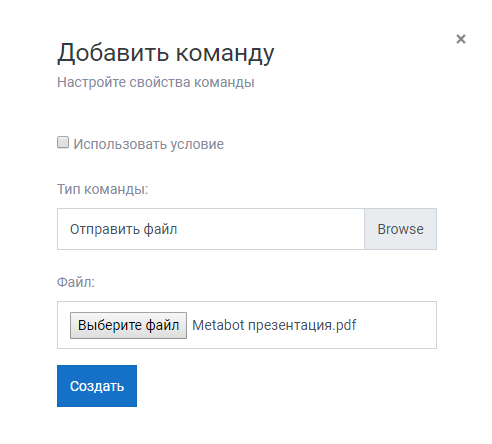 ×
Добавить команду
Настройте свойства команды
Использовать условие
Тип команды:
Отправить файл Browse
Файл:
Выберите файл Metabot презентация.pdf
Создать